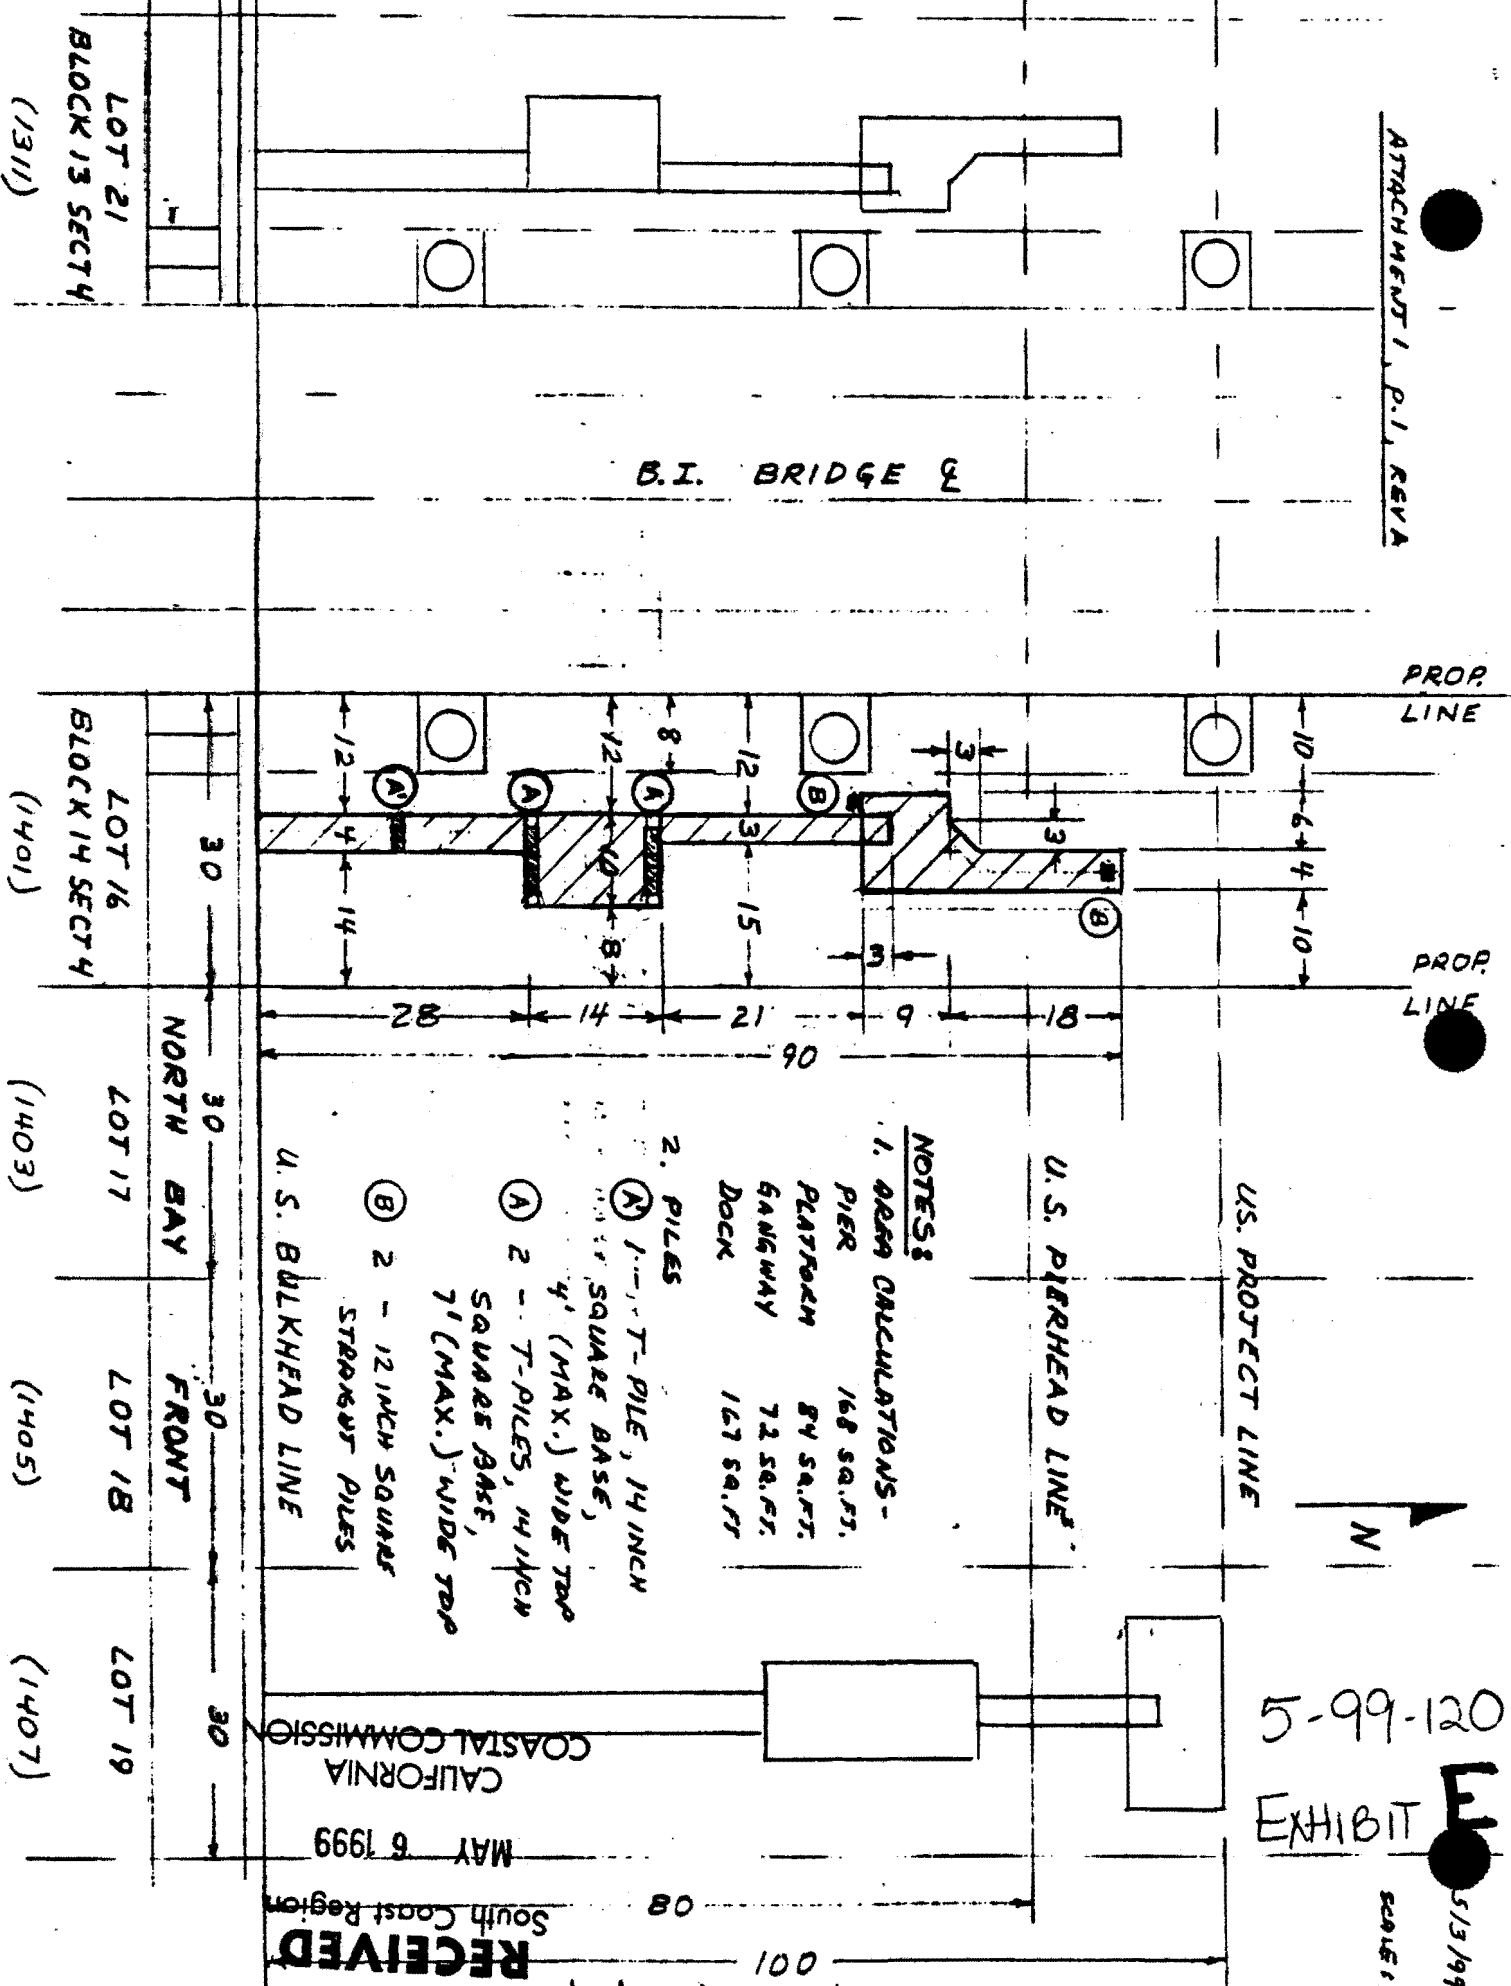 ATTACHMENT 1, P.1, REV A
5/3/99
SCALE:
5-99-120
EXHIBIT E
N
PROP.
LINE
PROP.
LINE
B.I. BRIDGE ℄
U.S. PROJECT LINE
U.S. PIERHEAD LINE
U.S. BULKHEAD LINE
10
6
4
10
3
3
3
12
3
15
8
12
10
8
12
4
14
A'
A
A
B
B
28
14
21
9
18
90
80
100
NOTES:
1. AREA CALCULATIONS-
PIER 168 SQ.FT.
PLATFORM 84 SQ.FT.
GANGWAY 72 SQ.FT.
DOCK 167 SQ.FT
2. PILES
A' 1 - T-PILE, 14 INCH
SQUARE BASE,
4' (MAX.) WIDE TOP
A 2 - T-PILES, 14 INCH
SQUARE BASE,
7' (MAX.) WIDE TOP
B 2 - 12 INCH SQUARE
STRAIGHT PILES
30
30
30
30
NORTH BAY FRONT
LOT 21
BLOCK 13 SECT 4
(1311)
LOT 16
BLOCK 14 SECT 4
(1401)
LOT 17
(1403)
LOT 18
(1405)
LOT 19
(1407)
RECEIVED
South Coast Region
MAY 6 1999
CALIFORNIA
COASTAL COMMISSION